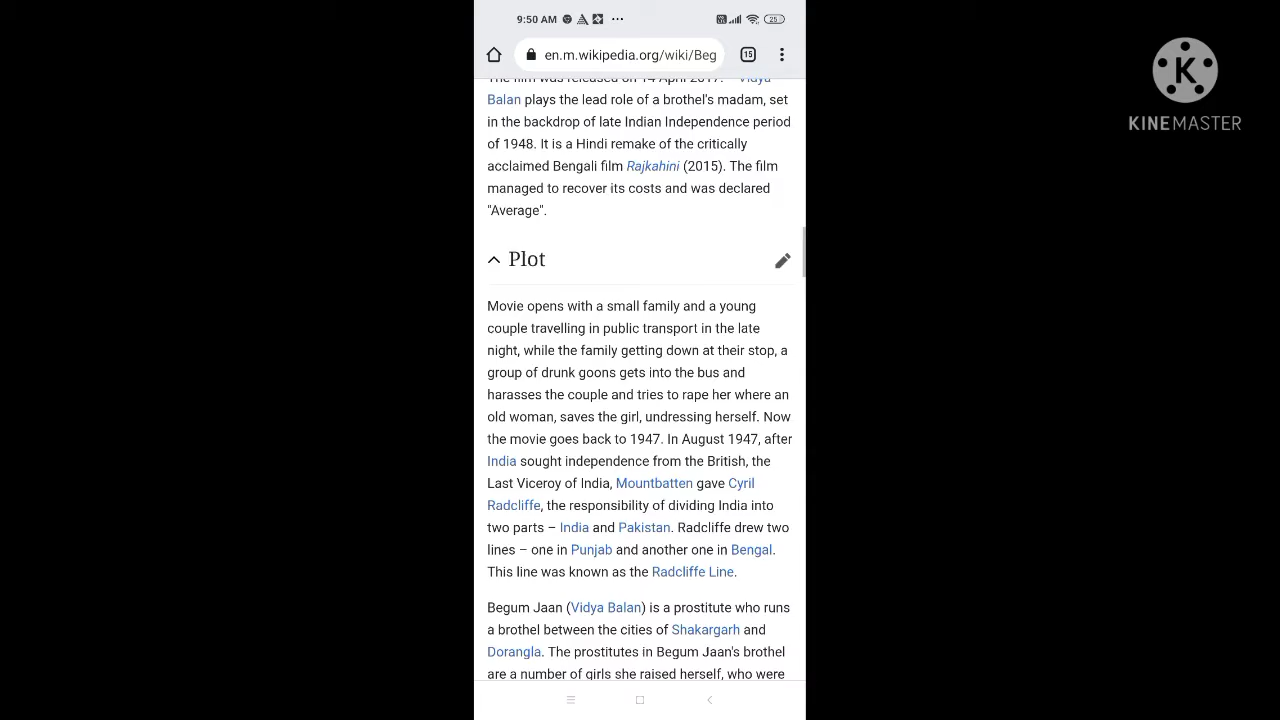 9:50 AM
25
en.m.wikipedia.org/wiki/Beg
15
The film was released on 14 April 2017. Vidya
Balan plays the lead role of a brothel's madam, set
in the backdrop of late Indian Independence period
of 1948. It is a Hindi remake of the critically
acclaimed Bengali film Rajkahini (2015). The film
managed to recover its costs and was declared
"Average".
Plot
Movie opens with a small family and a young
couple travelling in public transport in the late
night, while the family getting down at their stop, a
group of drunk goons gets into the bus and
harasses the couple and tries to rape her where an
old woman, saves the girl, undressing herself. Now
the movie goes back to 1947. In August 1947, after
India sought independence from the British, the
Last Viceroy of India, Mountbatten gave Cyril
Radcliffe, the responsibility of dividing India into
two parts – India and Pakistan. Radcliffe drew two
lines – one in Punjab and another one in Bengal.
This line was known as the Radcliffe Line.
Begum Jaan (Vidya Balan) is a prostitute who runs
a brothel between the cities of Shakargarh and
Dorangla. The prostitutes in Begum Jaan's brothel
are a number of girls she raised herself, who were
K
KINEMASTER